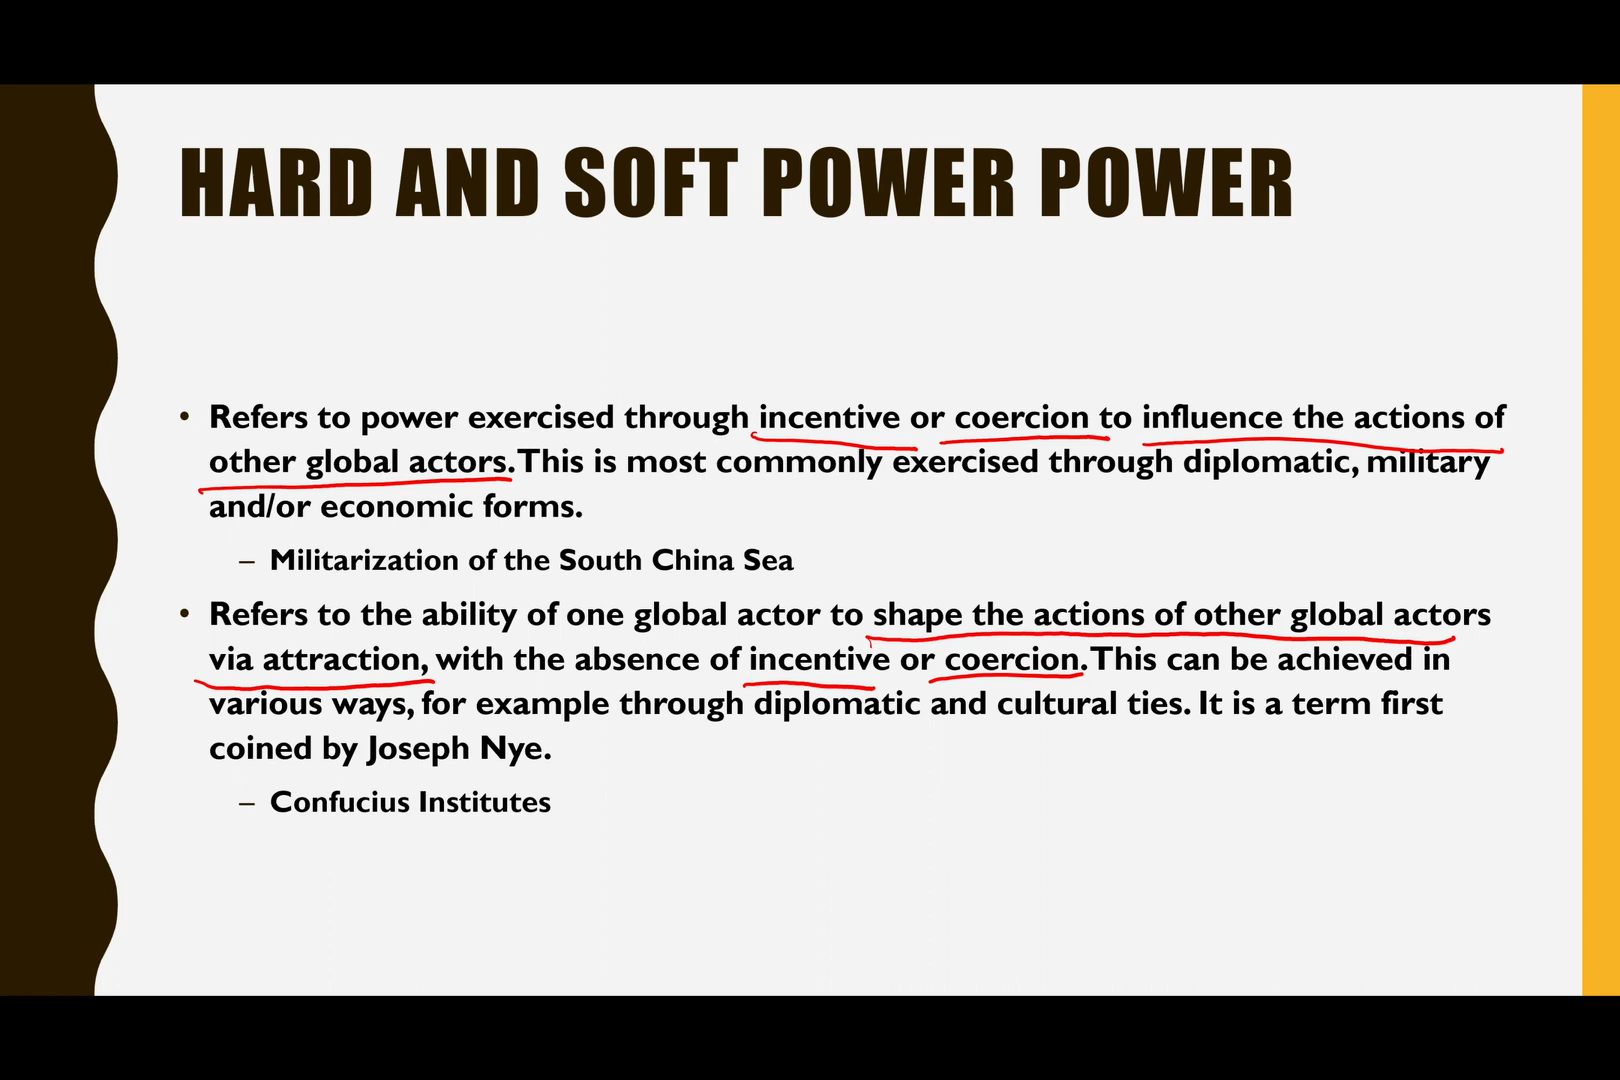 HARD AND SOFT POWER POWER
• Refers to power exercised through incentive or coercion to influence the actions of
other global actors. This is most commonly exercised through diplomatic, military
and/or economic forms.
– Militarization of the South China Sea
• Refers to the ability of one global actor to shape the actions of other global actors
via attraction, with the absence of incentive or coercion. This can be achieved in
various ways, for example through diplomatic and cultural ties. It is a term first
coined by Joseph Nye.
– Confucius Institutes